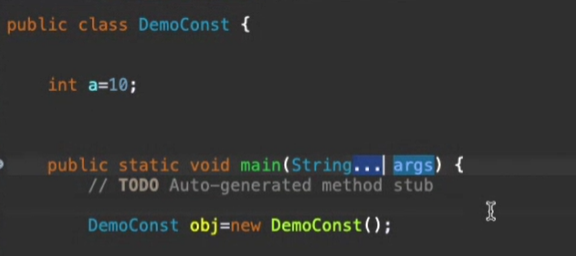 public class DemoConst {
int a=10;
public static void main(String... args) {
// TODO Auto-generated method stub
DemoConst obj=new DemoConst();